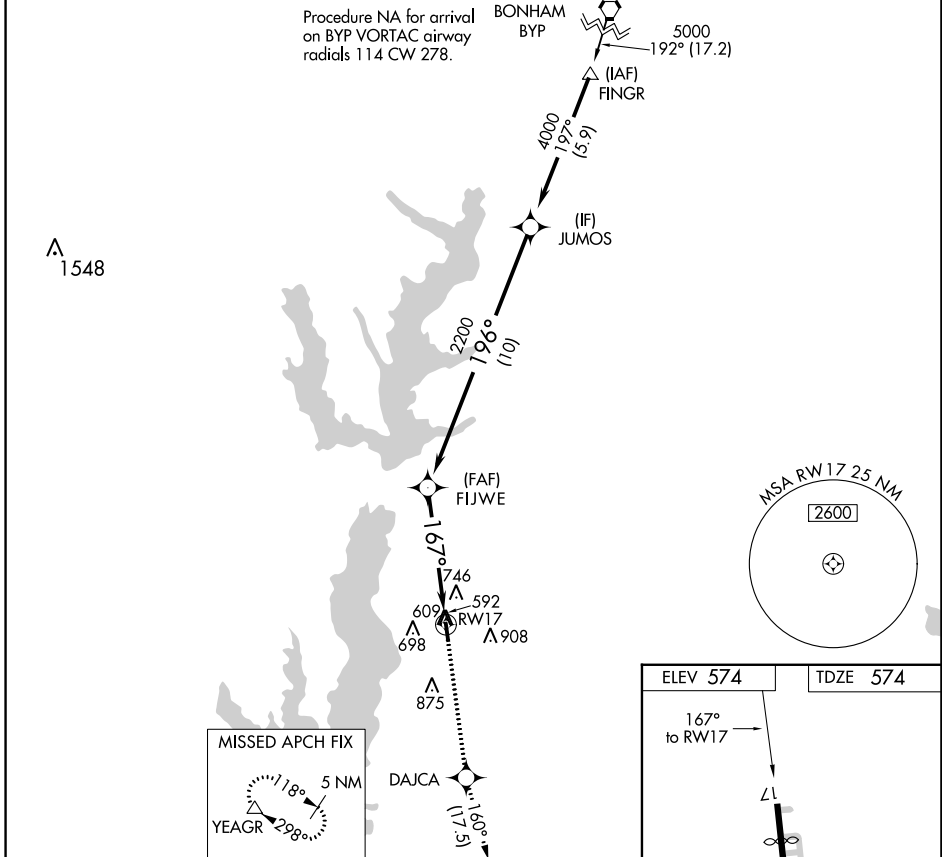 Procedure NA for arrival
on BYP VORTAC airway
radials 114 CW 278.
BONHAM
BYP
5000
192° (17.2)
(IAF)
FINGR
4000
197°
(5.9)
(IF)
JUMOS
1548
2200
196°
(10)
(FAF)
FIJWE
MSA RW17 25 NM
2600
167°
746
592
609
RW17
698
908
875
ELEV 574
TDZE 574
167°
to RW17
17
MISSED APCH FIX
118°
5 NM
YEAGR
298°
DAJCA
160°
(17.5)